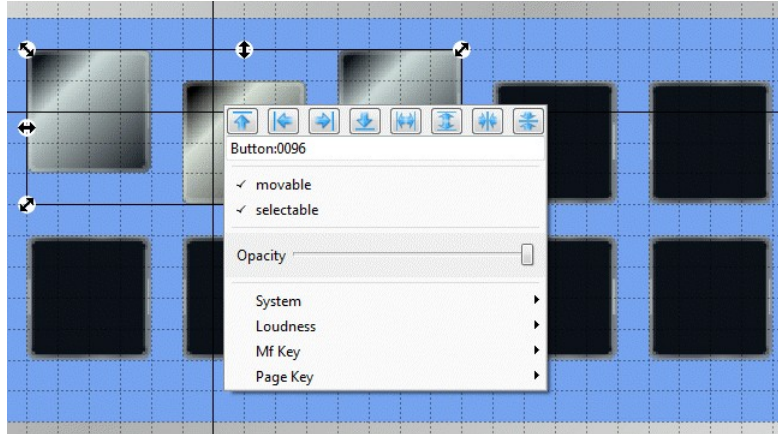 Button:0096
movable
selectable
Opacity
System
Loudness
Mf Key
Page Key